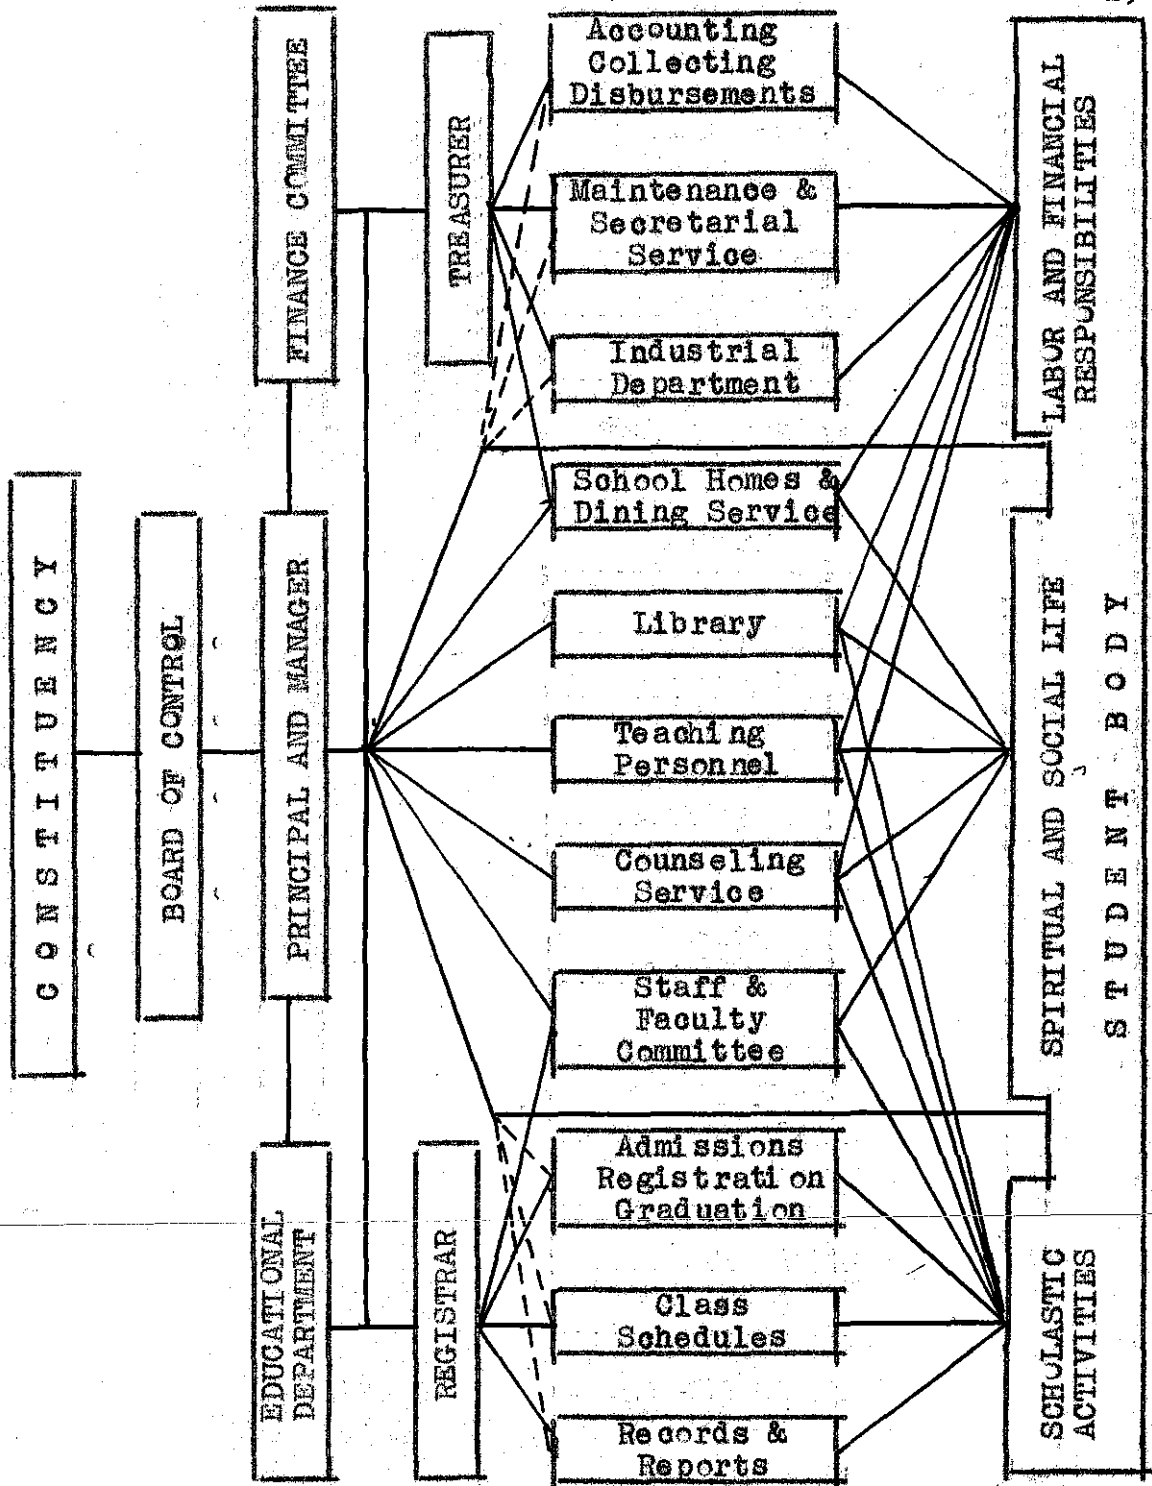 CONSTITUENCY
BOARD OF CONTROL
EDUCATIONAL
DEPARTMENT
PRINCIPAL AND MANAGER
FINANCE COMMITTEE
REGISTRAR
TREASURER
Accounting
Collecting
Disbursements
Maintenance &
Secretarial
Service
Industrial
Department
School Homes &
Dining Service
Library
Teaching
Personnel
Counseling
Service
Staff &
Faculty
Committee
Admissions
Registration
Graduation
Class
Schedules
Records &
Reports
SCHOLASTIC
ACTIVITIES
SPIRITUAL AND SOCIAL LIFE
LABOR AND FINANCIAL
RESPONSIBILITIES
STUDENT BODY